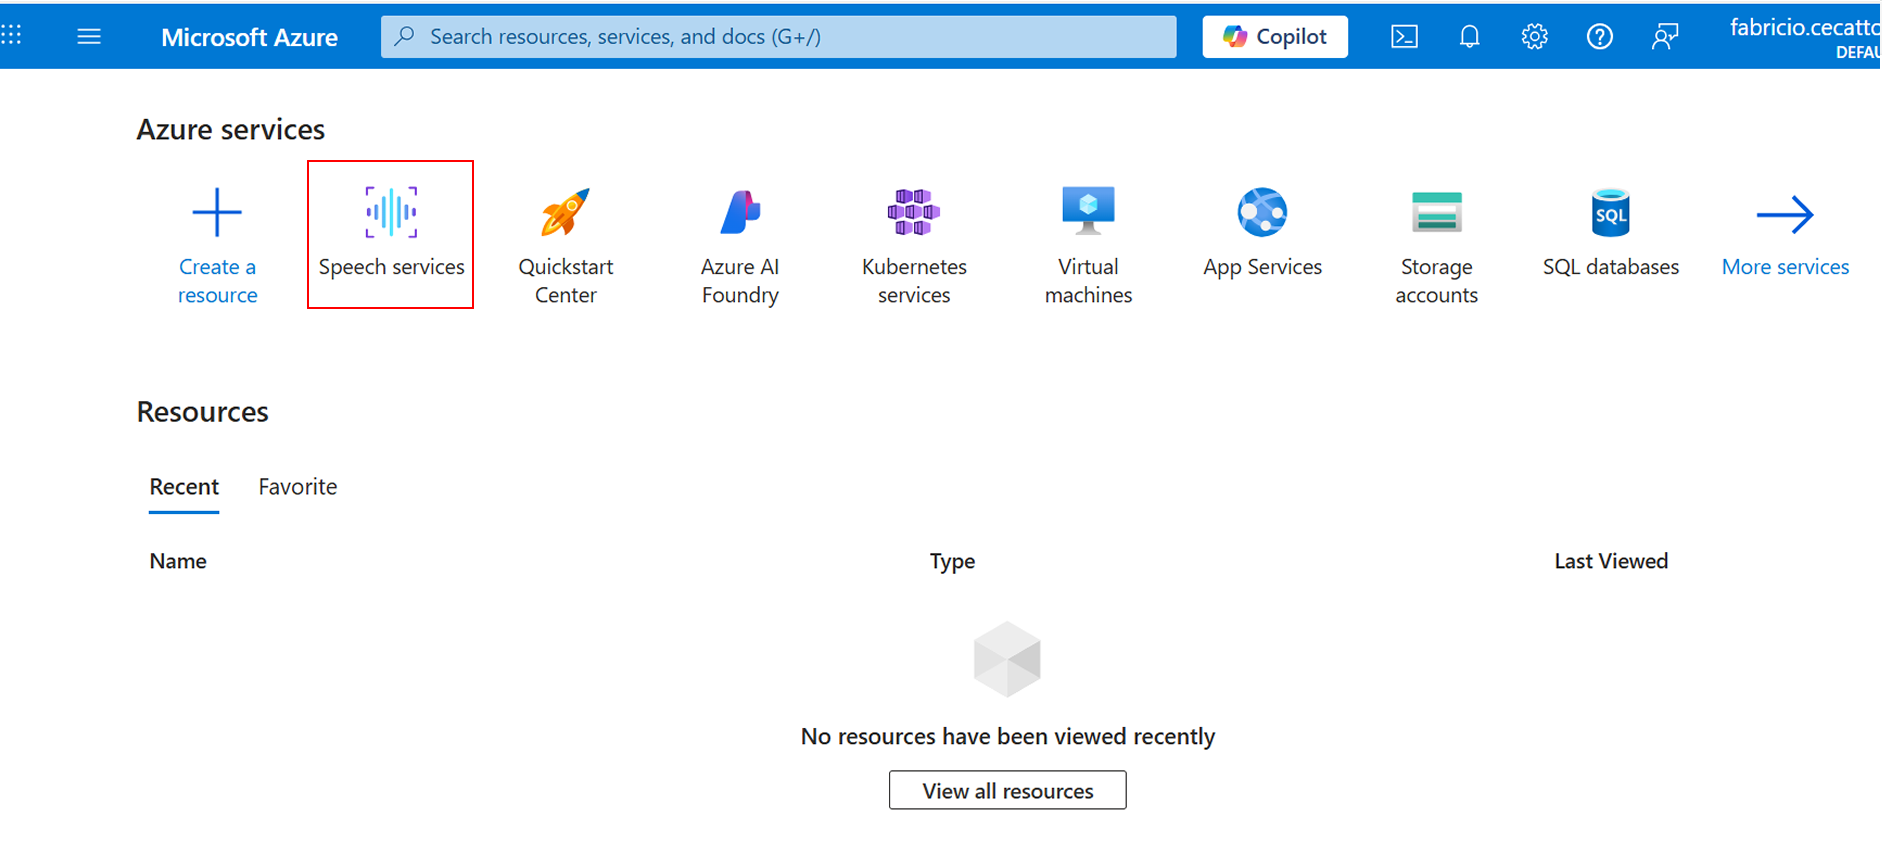 Microsoft Azure
Search resources, services, and docs (G+/)
Copilot
fabricio.cecatto
DEFAU
Azure services
Create a
resource
Speech services
Quickstart
Center
Azure AI
Foundry
Kubernetes
services
Virtual
machines
App Services
Storage
accounts
SQL
SQL databases
More services
Resources
Recent Favorite
Name Type Last Viewed
No resources have been viewed recently
View all resources